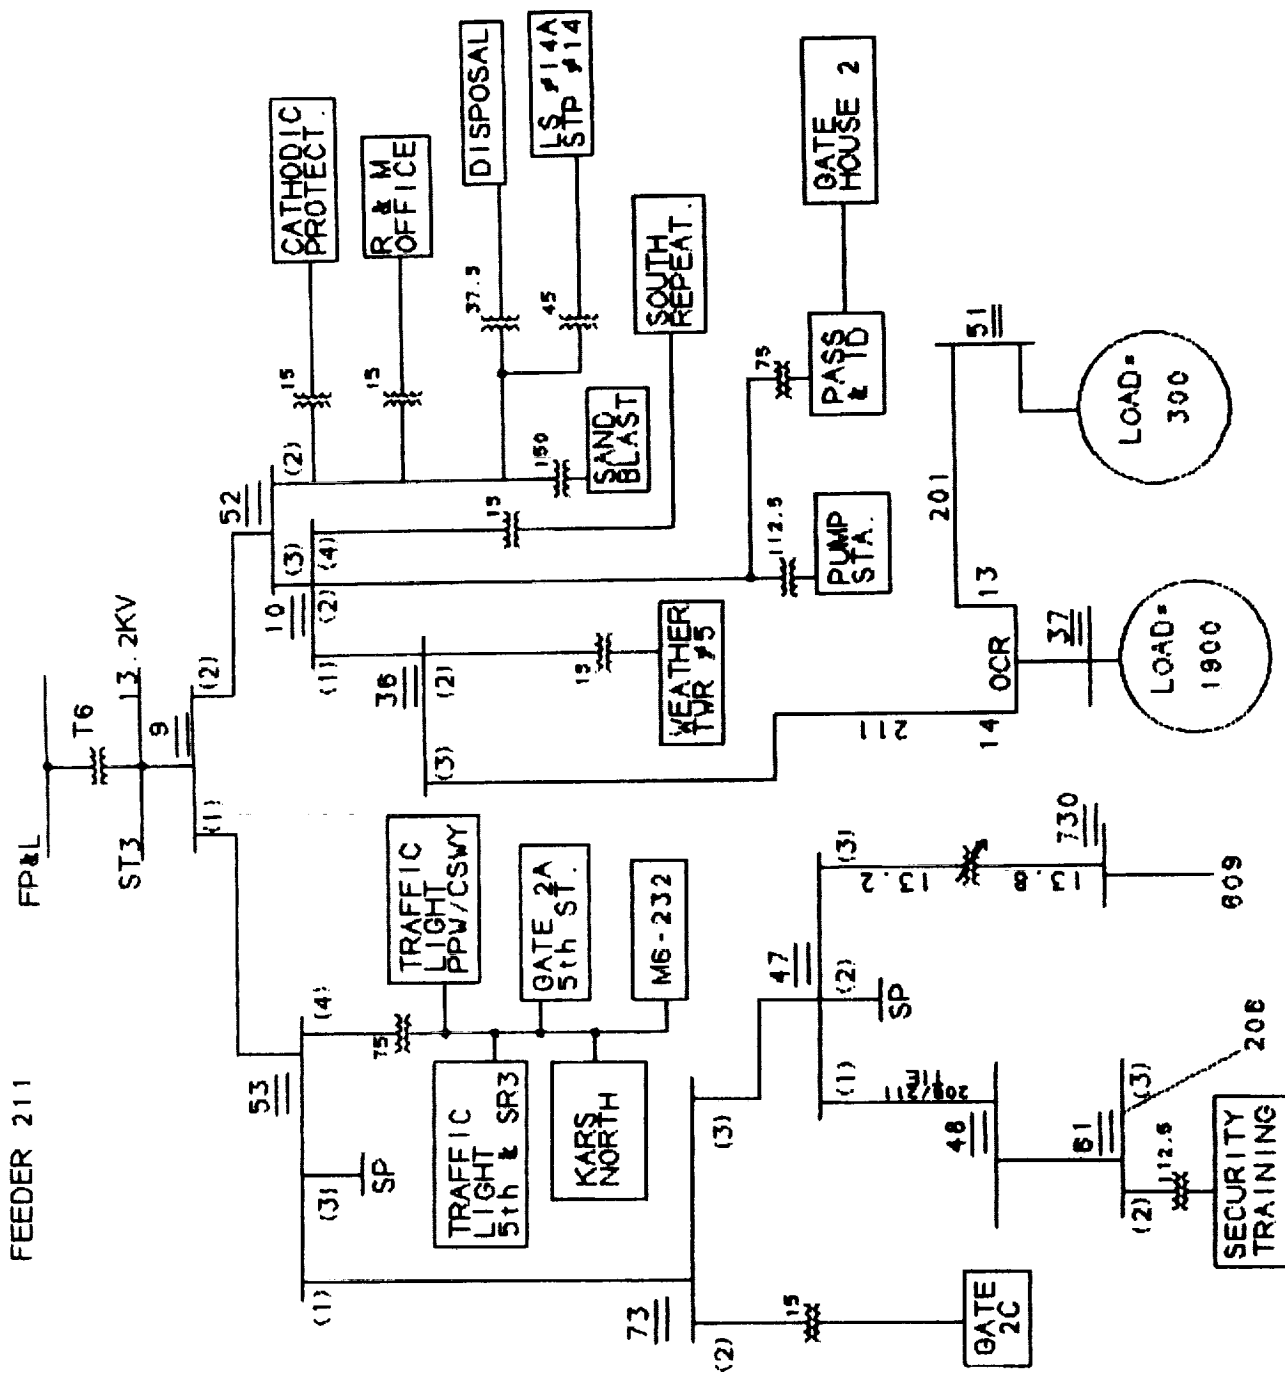 FEEDER 211
FP&L
T6
ST3
13.2KV
9
(1)
(2)
53
(4)
(3)
SP
(1)
75
TRAFFIC
LIGHT
PPW/CSWY
TRAFFIC
LIGHT
5th & SR3
GATE 2A
5th ST.
KARS
NORTH
M6-232
73
(2)
(3)
15
GATE
2C
47
(1)
(2)
(3)
SP
13.2
13.8
730
609
208/211
TIE
48
61
(2)
(3)
208
112.5
SECURITY
TRAINING
52
(2)
(3)
15
CATHODIC
PROTECT.
15
R & M
OFFICE
37.5
DISPOSAL
45
LS #14A
STP #14
150
SAND
BLAST
10
(1)
(2)
(4)
15
SOUTH
REPEAT.
112.5
PUMP
STA.
75
PASS
& ID
GATE
HOUSE 2
36
(2)
(3)
15
WEATHER
TWR #5
211
14
OCR
13
201
37
LOAD=
1900
51
LOAD=
300